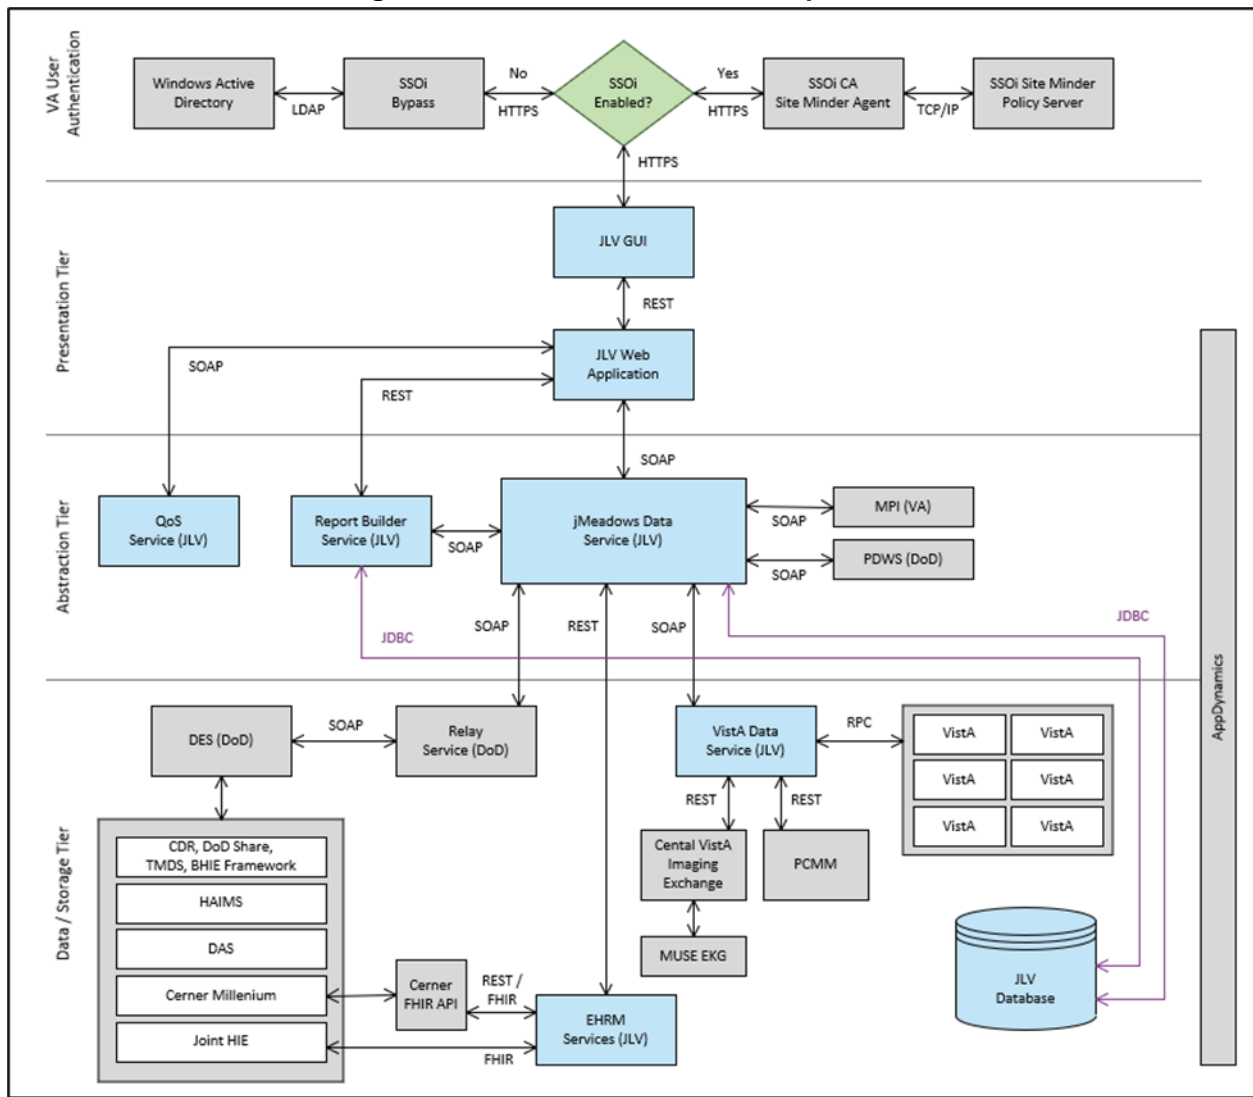 VA User
Authentication
Windows Active
Directory
LDAP
SSOi
Bypass
No
HTTPS
SSOi
Enabled?
Yes
HTTPS
SSOi CA
Site Minder Agent
TCP/IP
SSOi Site Minder
Policy Server
HTTPS
Presentation Tier
JLV GUI
REST
JLV Web
Application
SOAP
REST
SOAP
Abstraction Tier
QoS
Service (JLV)
Report Builder
Service (JLV)
SOAP
jMeadows Data
Service (JLV)
SOAP
MPI (VA)
SOAP
PDWS (DoD)
JDBC
SOAP
REST
SOAP
JDBC
AppDynamics
Data / Storage Tier
DES (DoD)
SOAP
Relay
Service (DoD)
VistA Data
Service (JLV)
RPC
VistA
VistA
VistA
VistA
VistA
VistA
REST
REST
Cental VistA
Imaging
Exchange
PCMM
MUSE EKG
CDR, DoD Share,
TMDS, BHIE Framework
HAIMS
DAS
Cerner Millenium
Joint HIE
Cerner
FHIR API
REST /
FHIR
FHIR
EHRM
Services (JLV)
JLV
Database